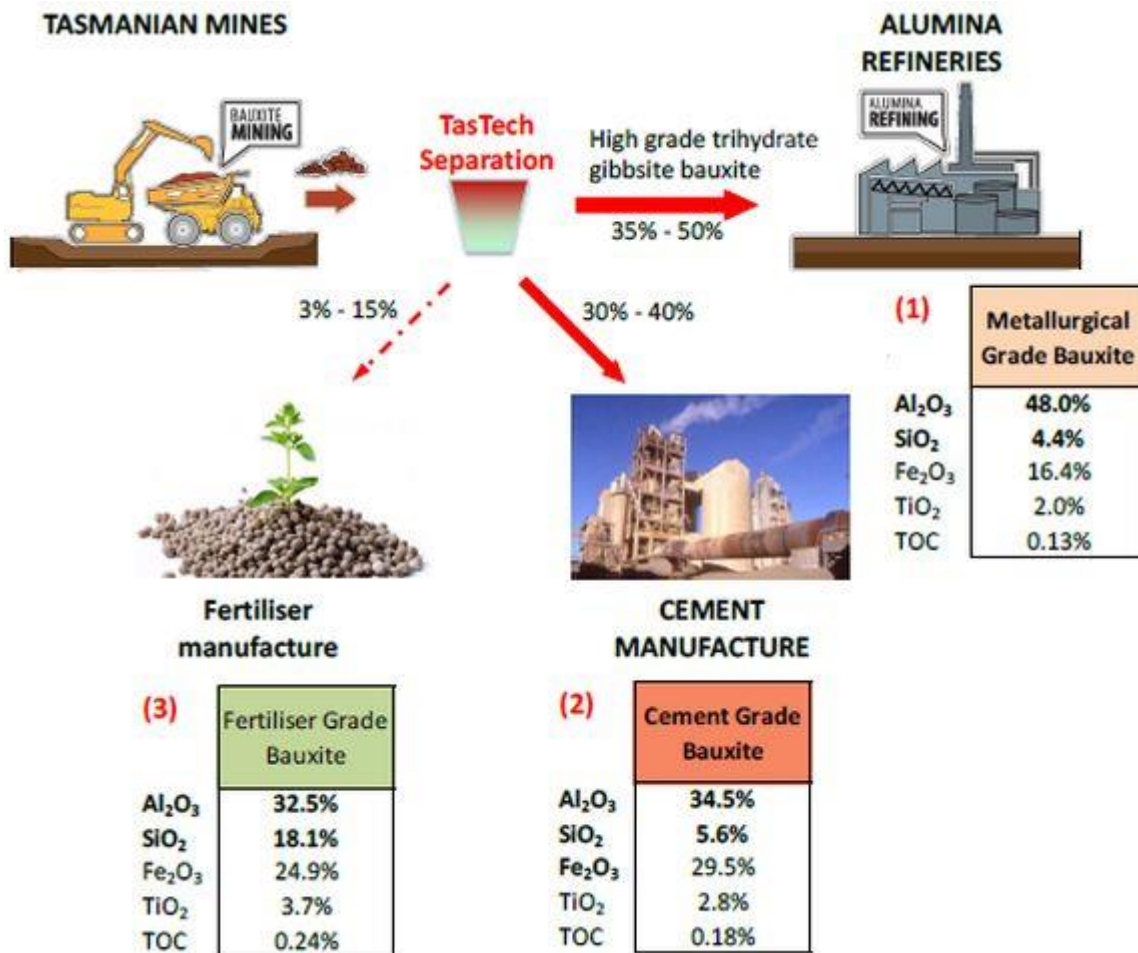 TASMANIAN MINES
ALUMINA
REFINERIES
BAUXITE
MINING
TasTech
Separation
High grade trihydrate
gibbsite bauxite
35% - 50%
ALUMINA
REFINING
3% - 15%
30% - 40%
(1)
Metallurgical
Grade Bauxite
Al₂O₃ 48.0%
SiO₂ 4.4%
Fe₂O₃ 16.4%
TiO₂ 2.0%
TOC 0.13%
Fertiliser
manufacture
CEMENT
MANUFACTURE
(3)
Fertiliser Grade
Bauxite
Al₂O₃ 32.5%
SiO₂ 18.1%
Fe₂O₃ 24.9%
TiO₂ 3.7%
TOC 0.24%
(2)
Cement Grade
Bauxite
Al₂O₃ 34.5%
SiO₂ 5.6%
Fe₂O₃ 29.5%
TiO₂ 2.8%
TOC 0.18%